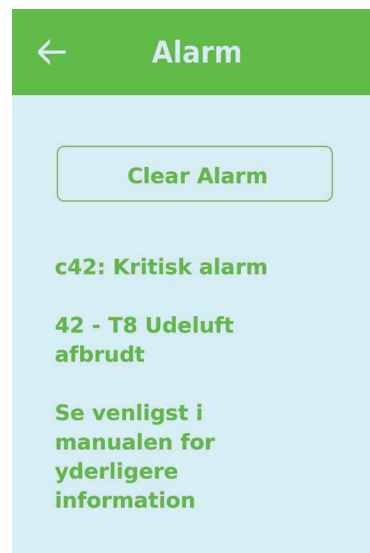 Alarm
Clear Alarm
c42: Kritisk alarm
42 - T8 Udeluft
afbrudt
Se venligst i
manualen for
yderligere
information